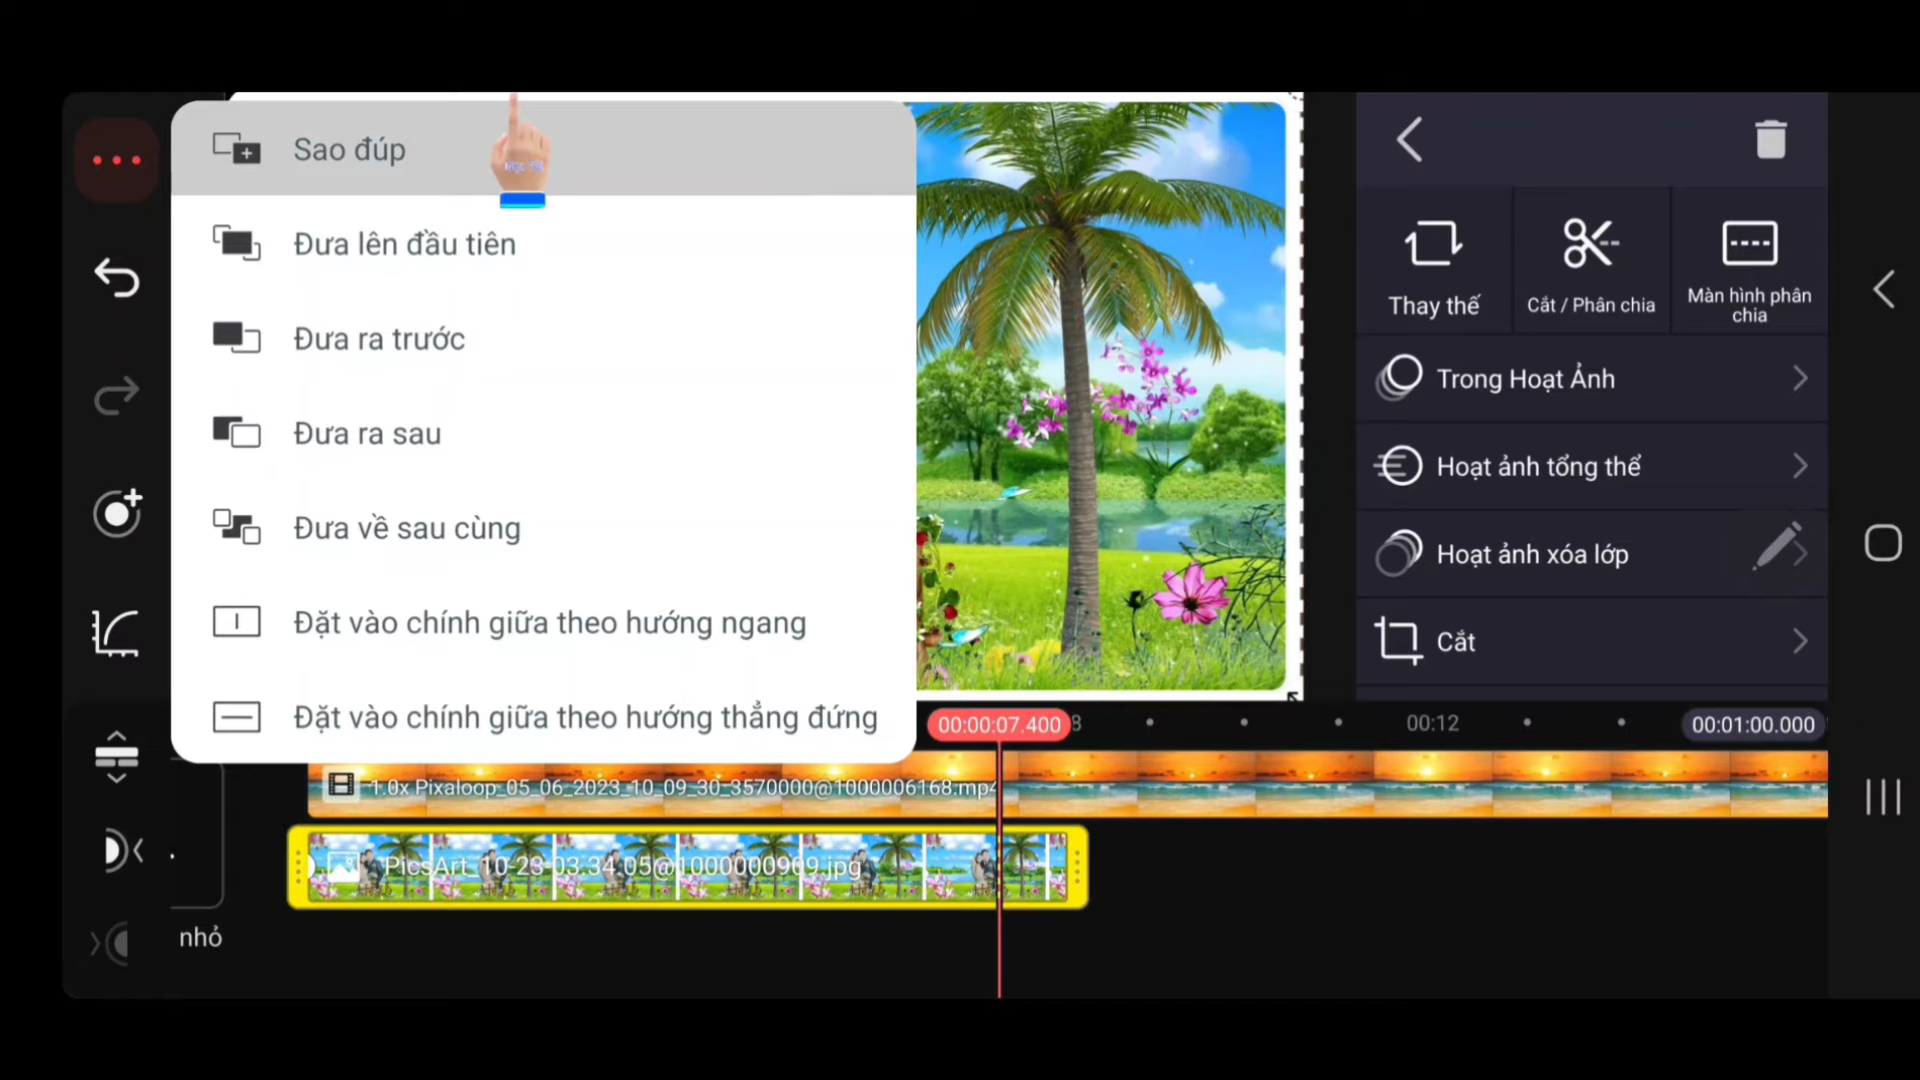 Sao đúp
Đưa lên đầu tiên
Đưa ra trước
Đưa ra sau
Đưa về sau cùng
Đặt vào chính giữa theo hướng ngang
Đặt vào chính giữa theo hướng thẳng đứng
nhỏ
Thay thế
Cắt / Phân chia
Màn hình phân
chia
Trong Hoạt Ảnh
Hoạt ảnh tổng thể
Hoạt ảnh xóa lớp
Cắt
00:00:07.400
8
00:12
00:01:00.000
1.0x Pixaloop_05_06_2023_10_09_30_3570000@1000006168.mp4
PicsArt_10-23-03.34.05@1000000909.jpg